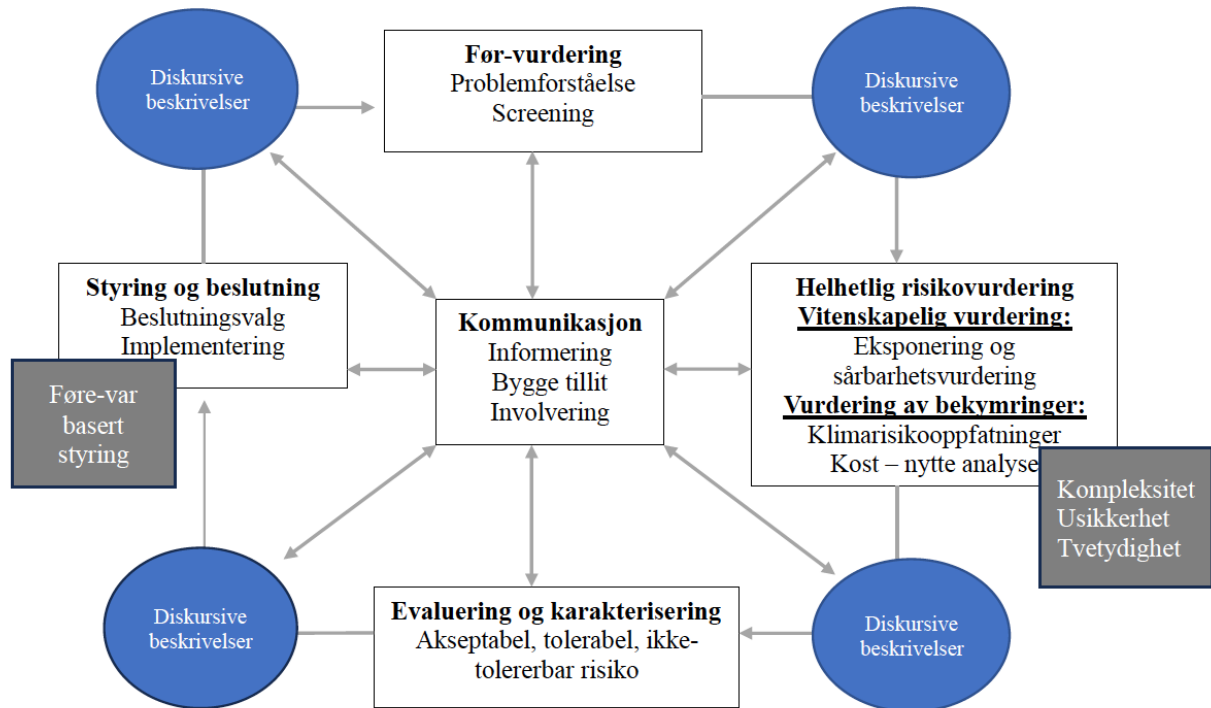 Diskursive
beskrivelser
Før-vurdering
Problemforståelse
Screening
Diskursive
beskrivelser
Styring og beslutning
Beslutningsvalg
Implementering
Føre-var
basert
styring
Kommunikasjon
Informering
Bygge tillit
Involvering
Helhetlig risikovurdering
Vitenskapelig vurdering:
Eksponering og
sårbarhetsvurdering
Vurdering av bekymringer:
Klimarisikooppfatninger
Kost – nytte analyse
Kompleksitet
Usikkerhet
Tvetydighet
Diskursive
beskrivelser
Evaluering og karakterisering
Akseptabel, tolerabel, ikke-
tolererbar risiko
Diskursive
beskrivelser